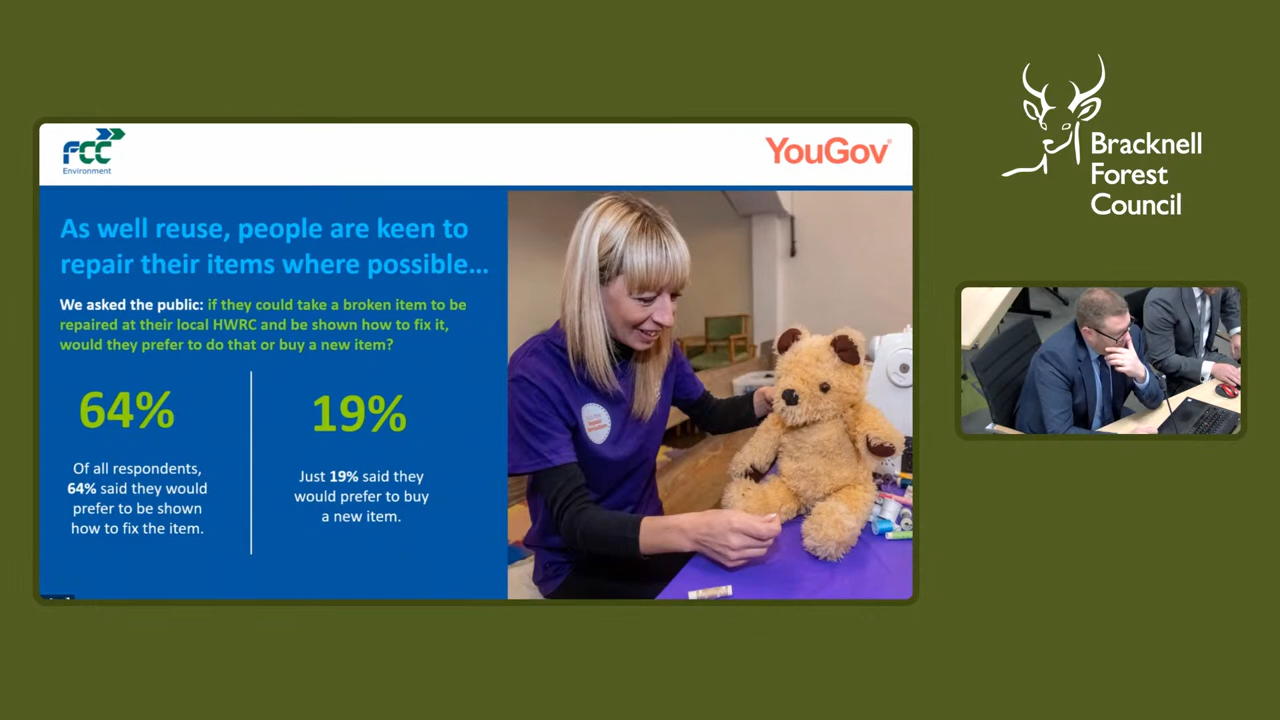 FCC
Environment
YouGov
As well reuse, people are keen to
repair their items where possible...
We asked the public: if they could take a broken item to be
repaired at their local HWRC and be shown how to fix it,
would they prefer to do that or buy a new item?
64%
Of all respondents,
64% said they would
prefer to be shown
how to fix the item.
19%
Just 19% said they
would prefer to buy
a new item.
Bracknell
Forest
Council